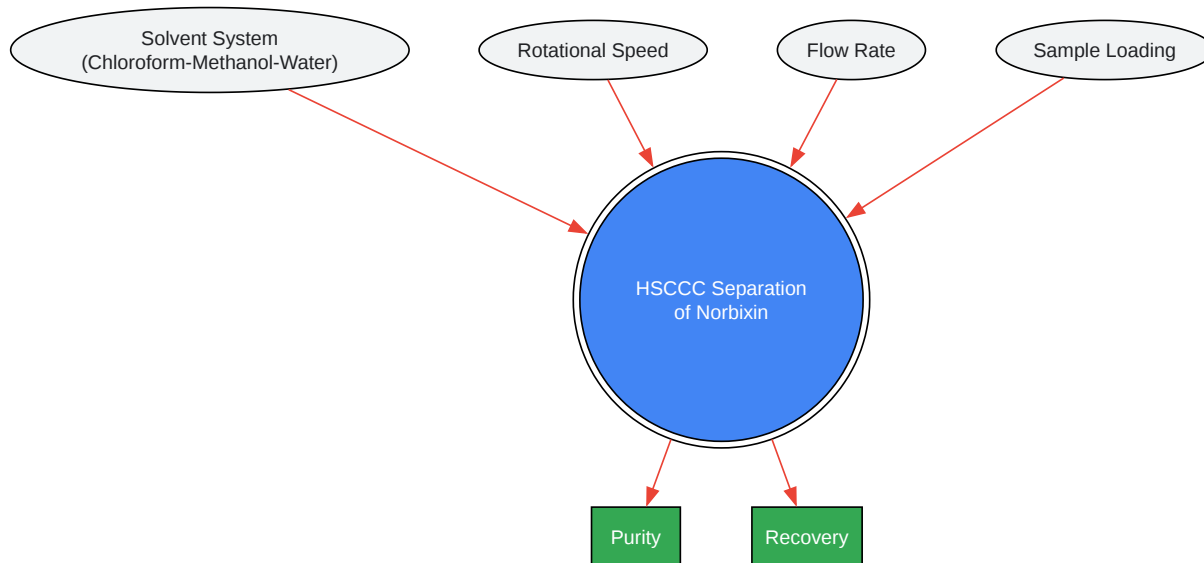 Solvent System
(Chloroform-Methanol-Water)
Rotational Speed
Flow Rate
Sample Loading
HSCCC Separation
of Norbixin
Purity
Recovery